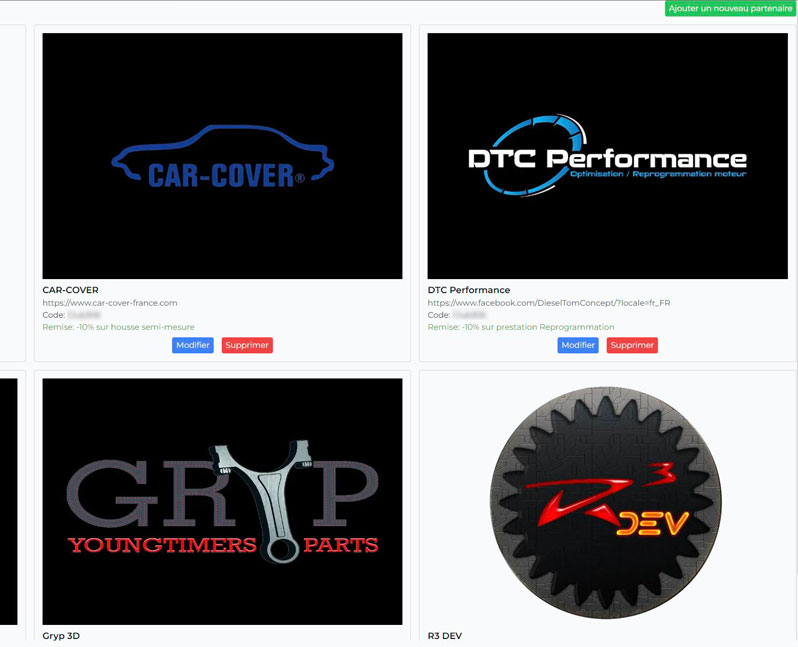 Ajouter un nouveau partenaire
CAR-COVER®
DTC Performance
Optimisation / Reprogrammation moteur
CAR-COVER
https://www.car-cover-france.com
Code:
Remise: -10% sur housse semi-mesure
Modifier Supprimer
DTC Performance
https://www.facebook.com/DieselTomConcept/?locale=fr_FR
Code:
Remise: -10% sur prestation Reprogrammation
Modifier Supprimer
GRYP
YOUNGTIMERS PARTS
R3
DEV
Gryp 3D
R3 DEV